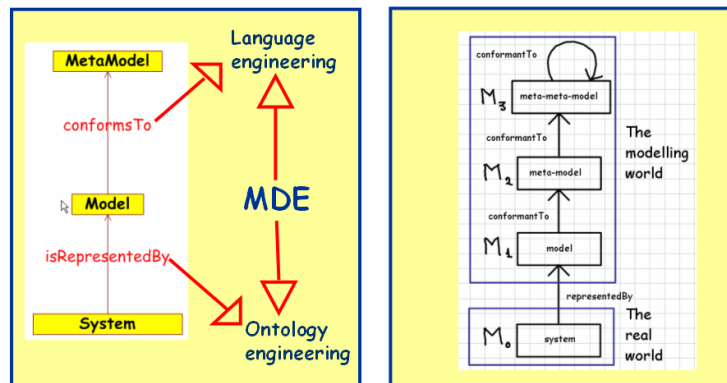 MetaModel
Language
engineering
conformsTo
Model
MDE
isRepresentedBy
System
Ontology
engineering
conformantTo
M3
meta-meta-model
conformantTo
The
modelling
world
M2
meta-model
conformantTo
M1
model
representedBy
The
real
world
M0
system